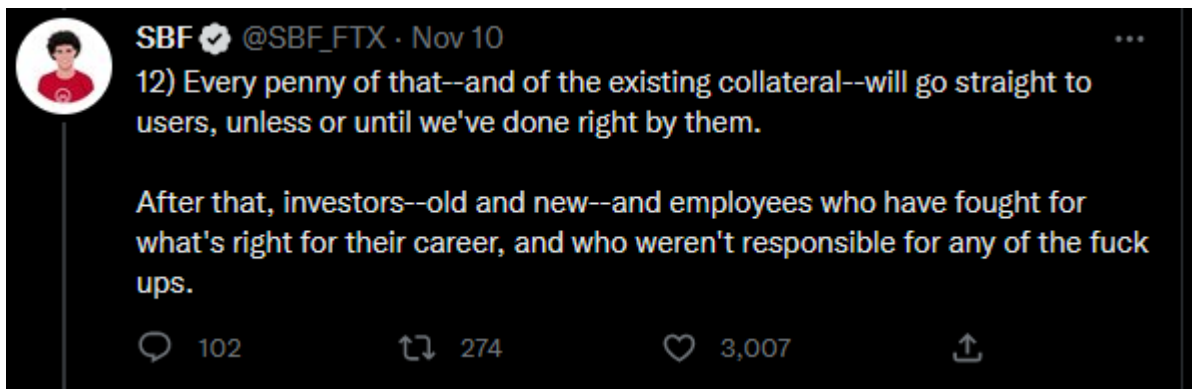 SBF @SBF_FTX · Nov 10
12) Every penny of that--and of the existing collateral--will go straight to
users, unless or until we've done right by them.
After that, investors--old and new--and employees who have fought for
what's right for their career, and who weren't responsible for any of the fuck
ups.
102 274 3,007